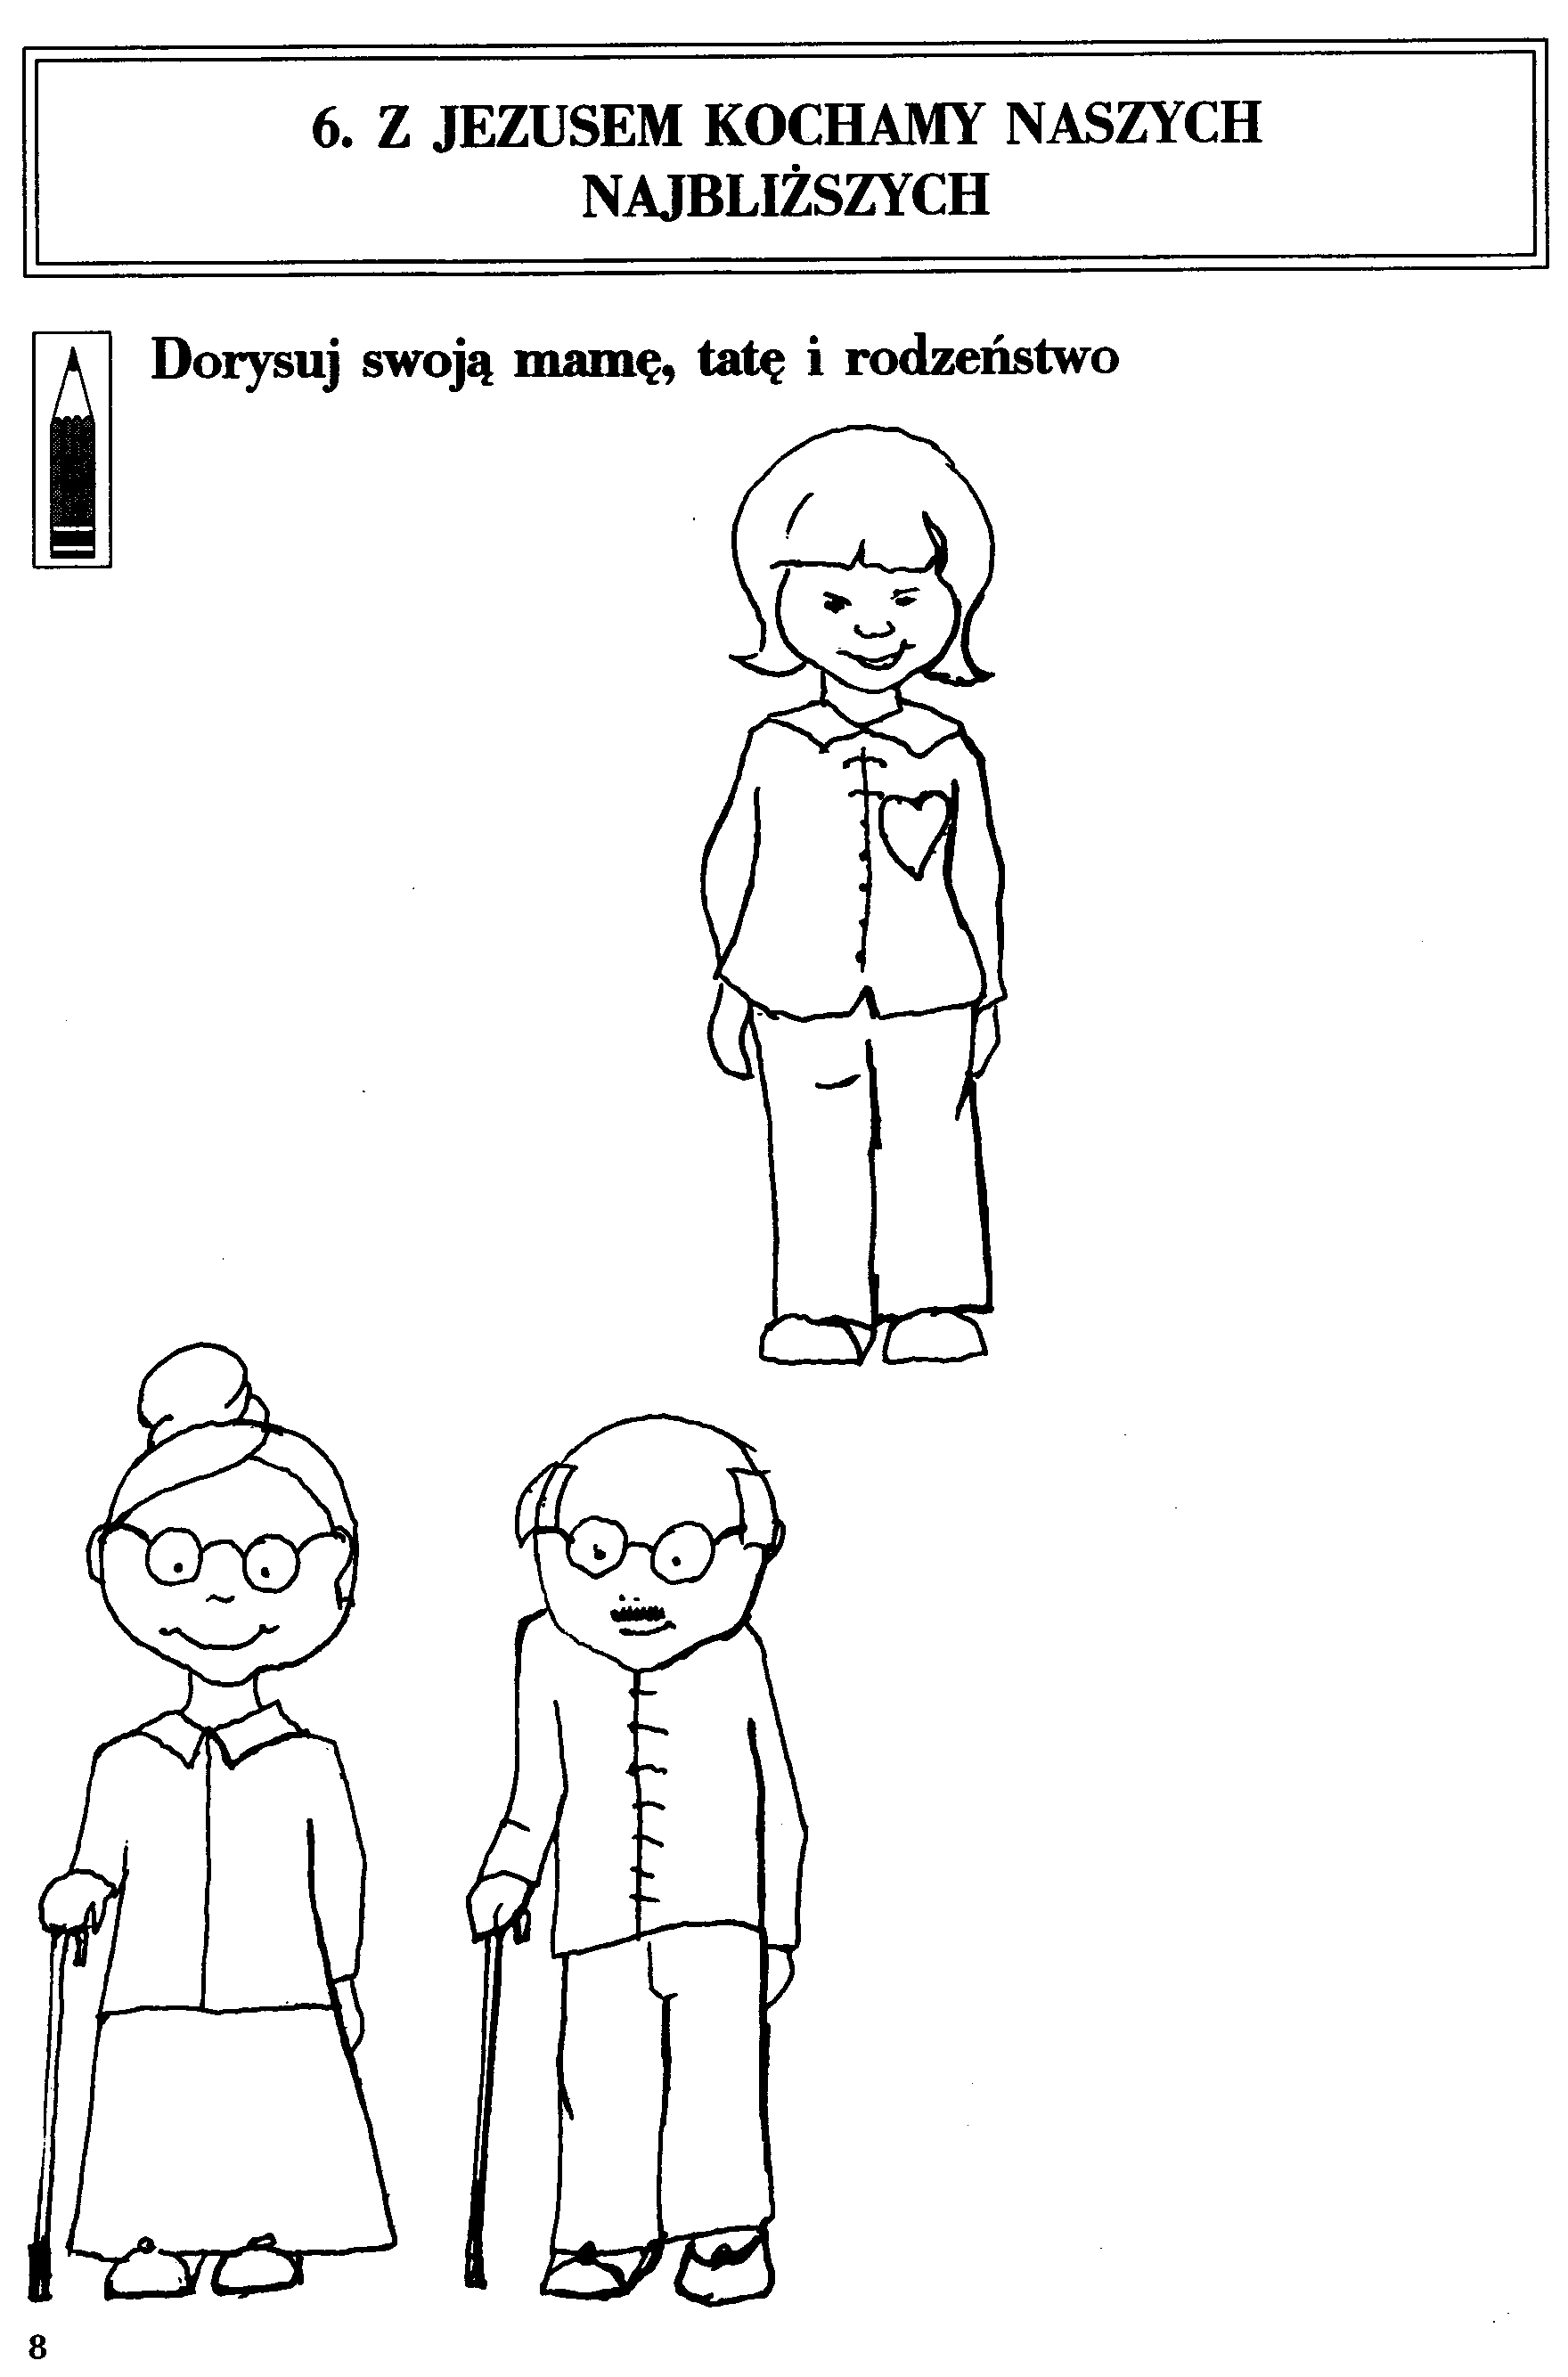 6. Z JEZUSEM KOCHAMY NASZYCH
NAJBLIŻSZYCH
Dorysuj swoją mamę, tatę i rodzeństwo
8